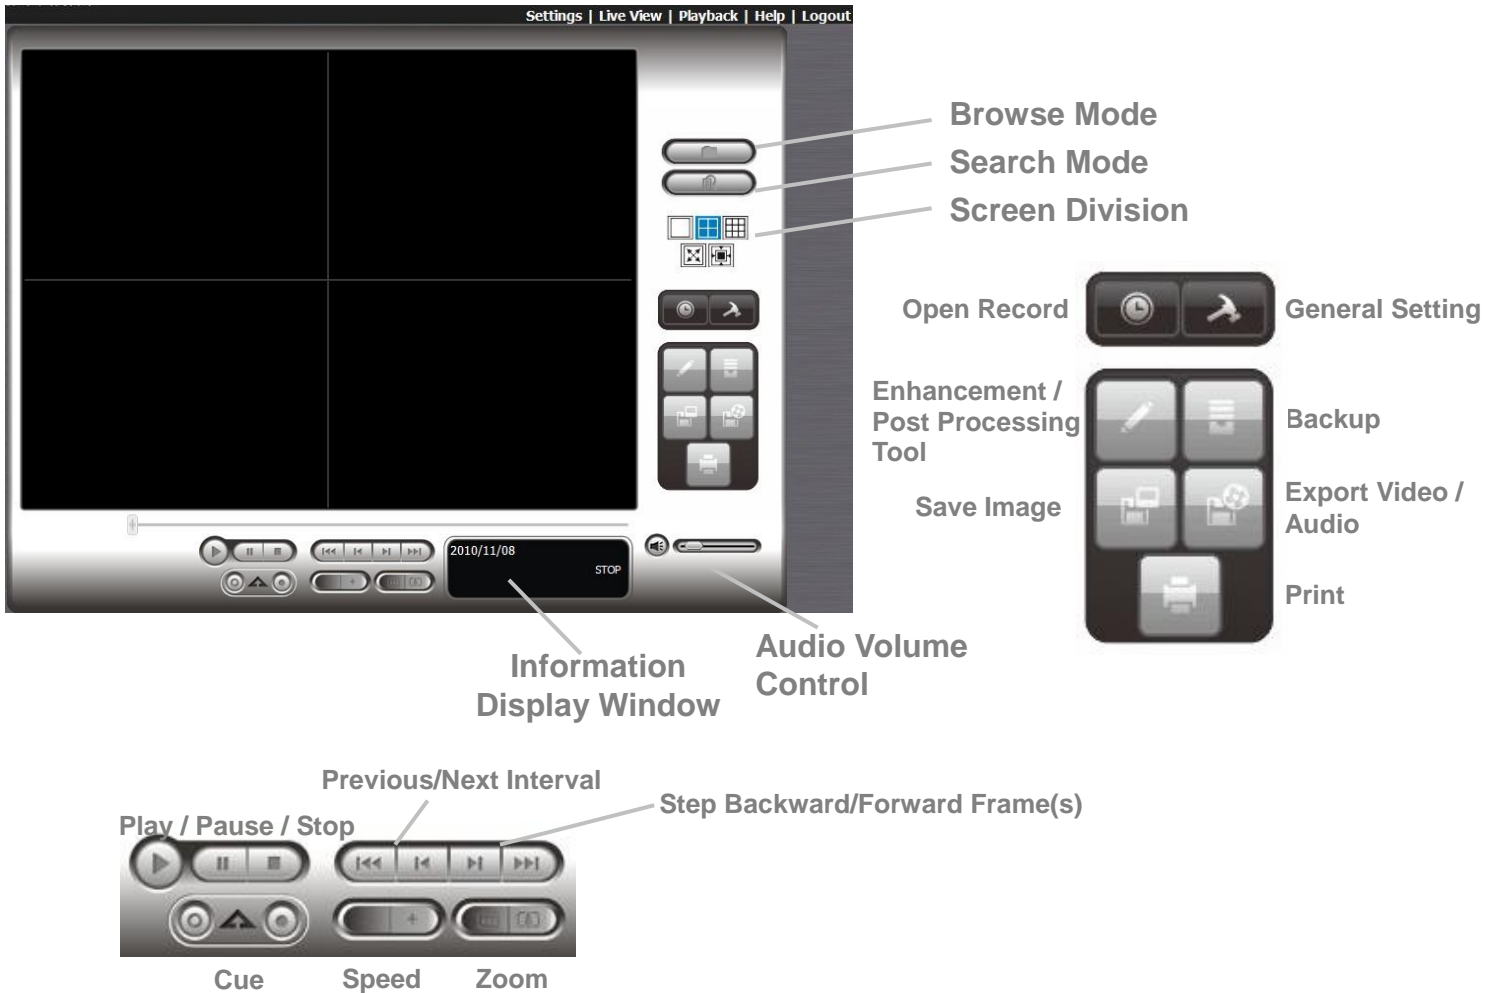 Settings | Live View | Playback | Help | Logout
Browse Mode
Search Mode
Screen Division
Open Record
General Setting
Enhancement /
Post Processing
Tool
Backup
Save Image
Export Video /
Audio
Print
2010/11/08
STOP
Information
Display Window
Audio Volume
Control
Previous/Next Interval
Step Backward/Forward Frame(s)
Play / Pause / Stop
Cue
Speed
Zoom